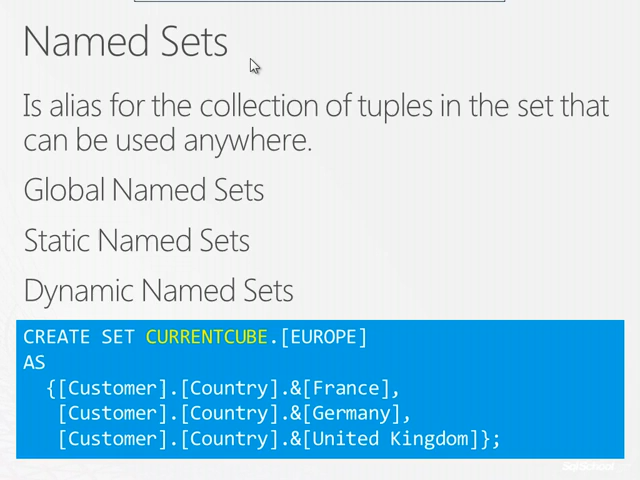 Named Sets
Is alias for the collection of tuples in the set that
can be used anywhere.
Global Named Sets
Static Named Sets
Dynamic Named Sets
CREATE SET CURRENTCUBE.[EUROPE]
AS
{[Customer].[Country].&[France],
[Customer].[Country].&[Germany],
[Customer].[Country].&[United Kingdom]};
SqlSchool